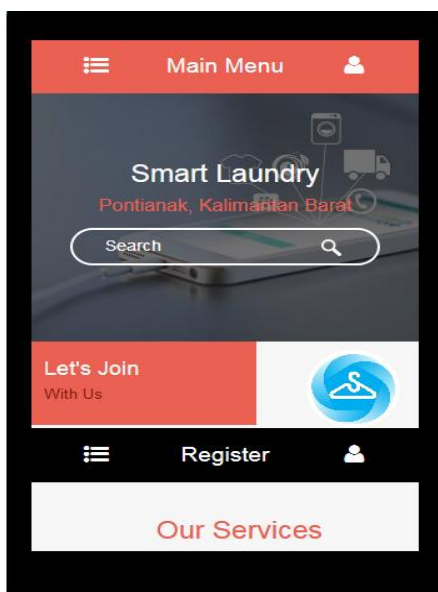 Main Menu
Smart Laundry
Pontianak, Kalimantan Barat
Search
Let's Join
With Us
Register
Our Services